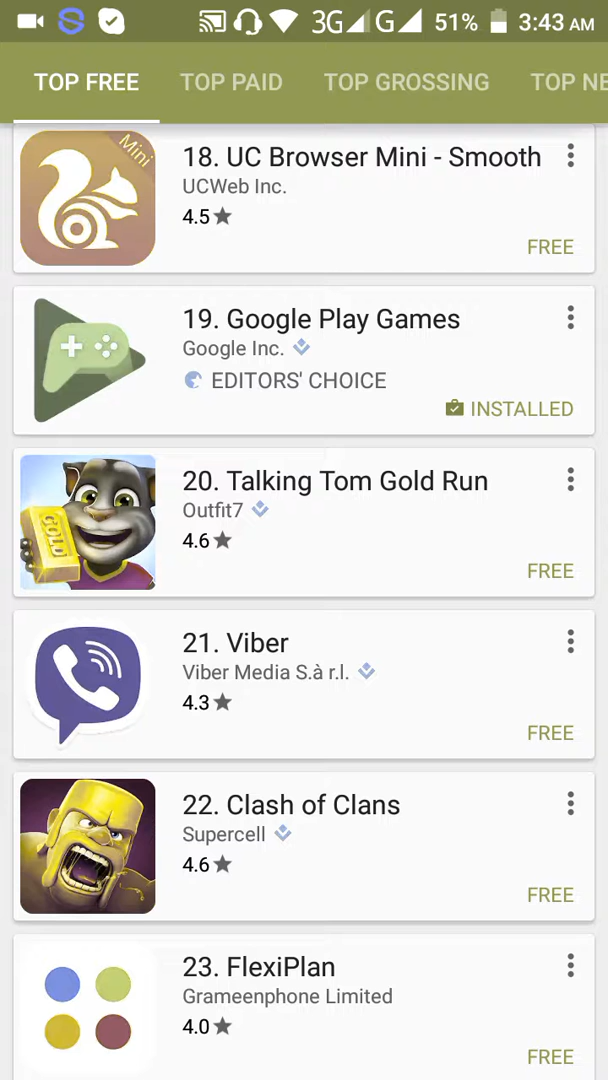 3G G 51% 3:43 AM
TOP FREE TOP PAID TOP GROSSING TOP NE
Mini
18. UC Browser Mini - Smooth
UCWeb Inc.
4.5
FREE
19. Google Play Games
Google Inc.
EDITORS' CHOICE
INSTALLED
20. Talking Tom Gold Run
Outfit7
4.6
GOLD
FREE
21. Viber
Viber Media S.à r.l.
4.3
FREE
22. Clash of Clans
Supercell
4.6
FREE
23. FlexiPlan
Grameenphone Limited
4.0
FREE